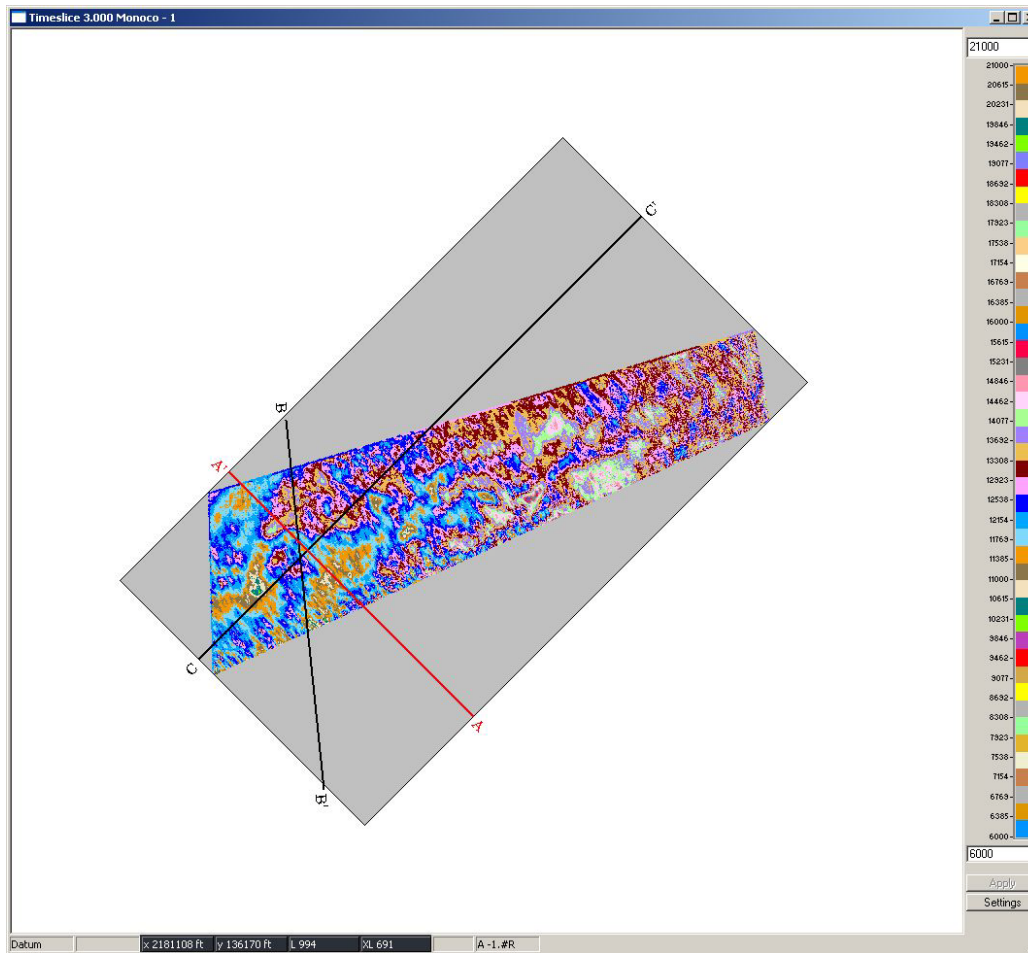 Timeslice 3.000 Monoco - 1
21000
21000
20615
20231
19846
19462
19077
18692
18308
17923
17538
17154
16769
16385
16000
15615
15231
14846
14462
14077
13692
13308
12923
12538
12154
11769
11385
11000
10615
10231
9846
9462
9077
8692
8308
7923
7538
7154
6769
6385
6000
6000
Apply
Settings
C'
B
A'
C
A
B'
Datum
x 2181108 ft
y 136170 ft
L 994
XL 691
A -1.#R